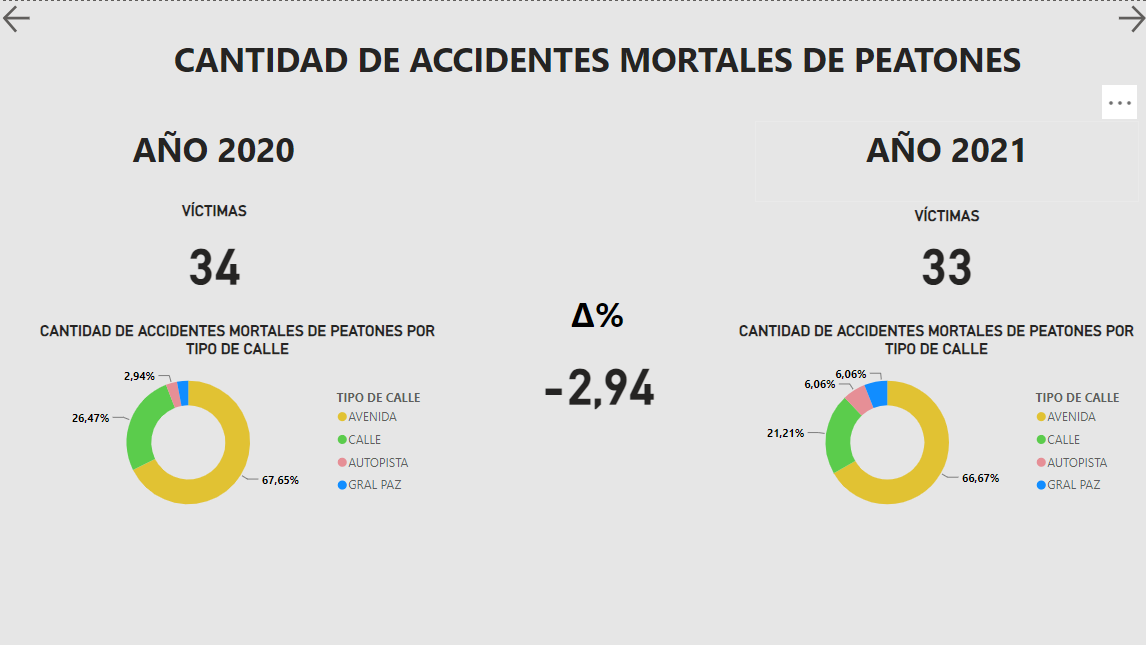 CANTIDAD DE ACCIDENTES MORTALES DE PEATONES
AÑO 2020
VÍCTIMAS
34
CANTIDAD DE ACCIDENTES MORTALES DE PEATONES POR
TIPO DE CALLE
2,94%
26,47%
67,65%
TIPO DE CALLE
AVENIDA
CALLE
AUTOPISTA
GRAL PAZ
Δ%
-2,94
AÑO 2021
VÍCTIMAS
33
CANTIDAD DE ACCIDENTES MORTALES DE PEATONES POR
TIPO DE CALLE
6,06%
6,06%
21,21%
66,67%
TIPO DE CALLE
AVENIDA
CALLE
AUTOPISTA
GRAL PAZ